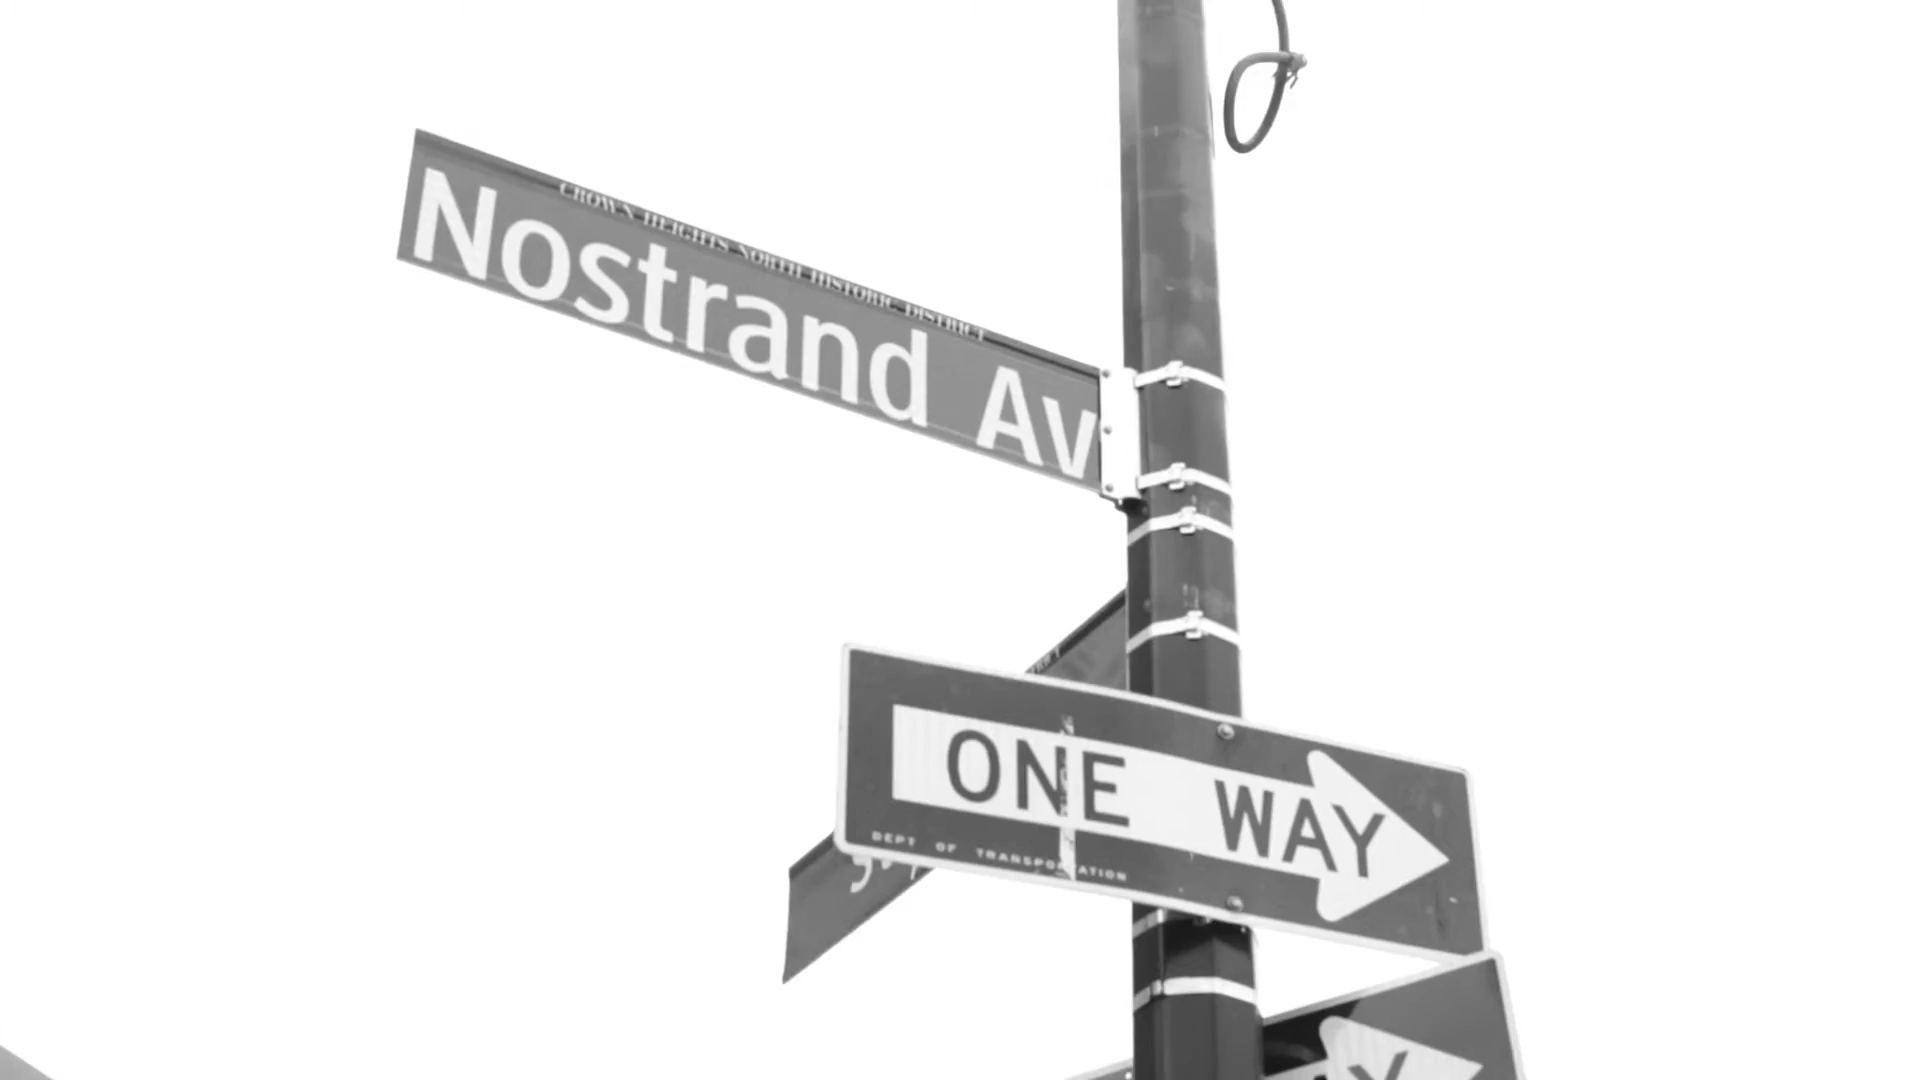 CROWN HEIGHTS NORTH HISTORIC DISTRICT
Nostrand Av
ONE WAY
DEPT OF TRANSPORTATION
Y